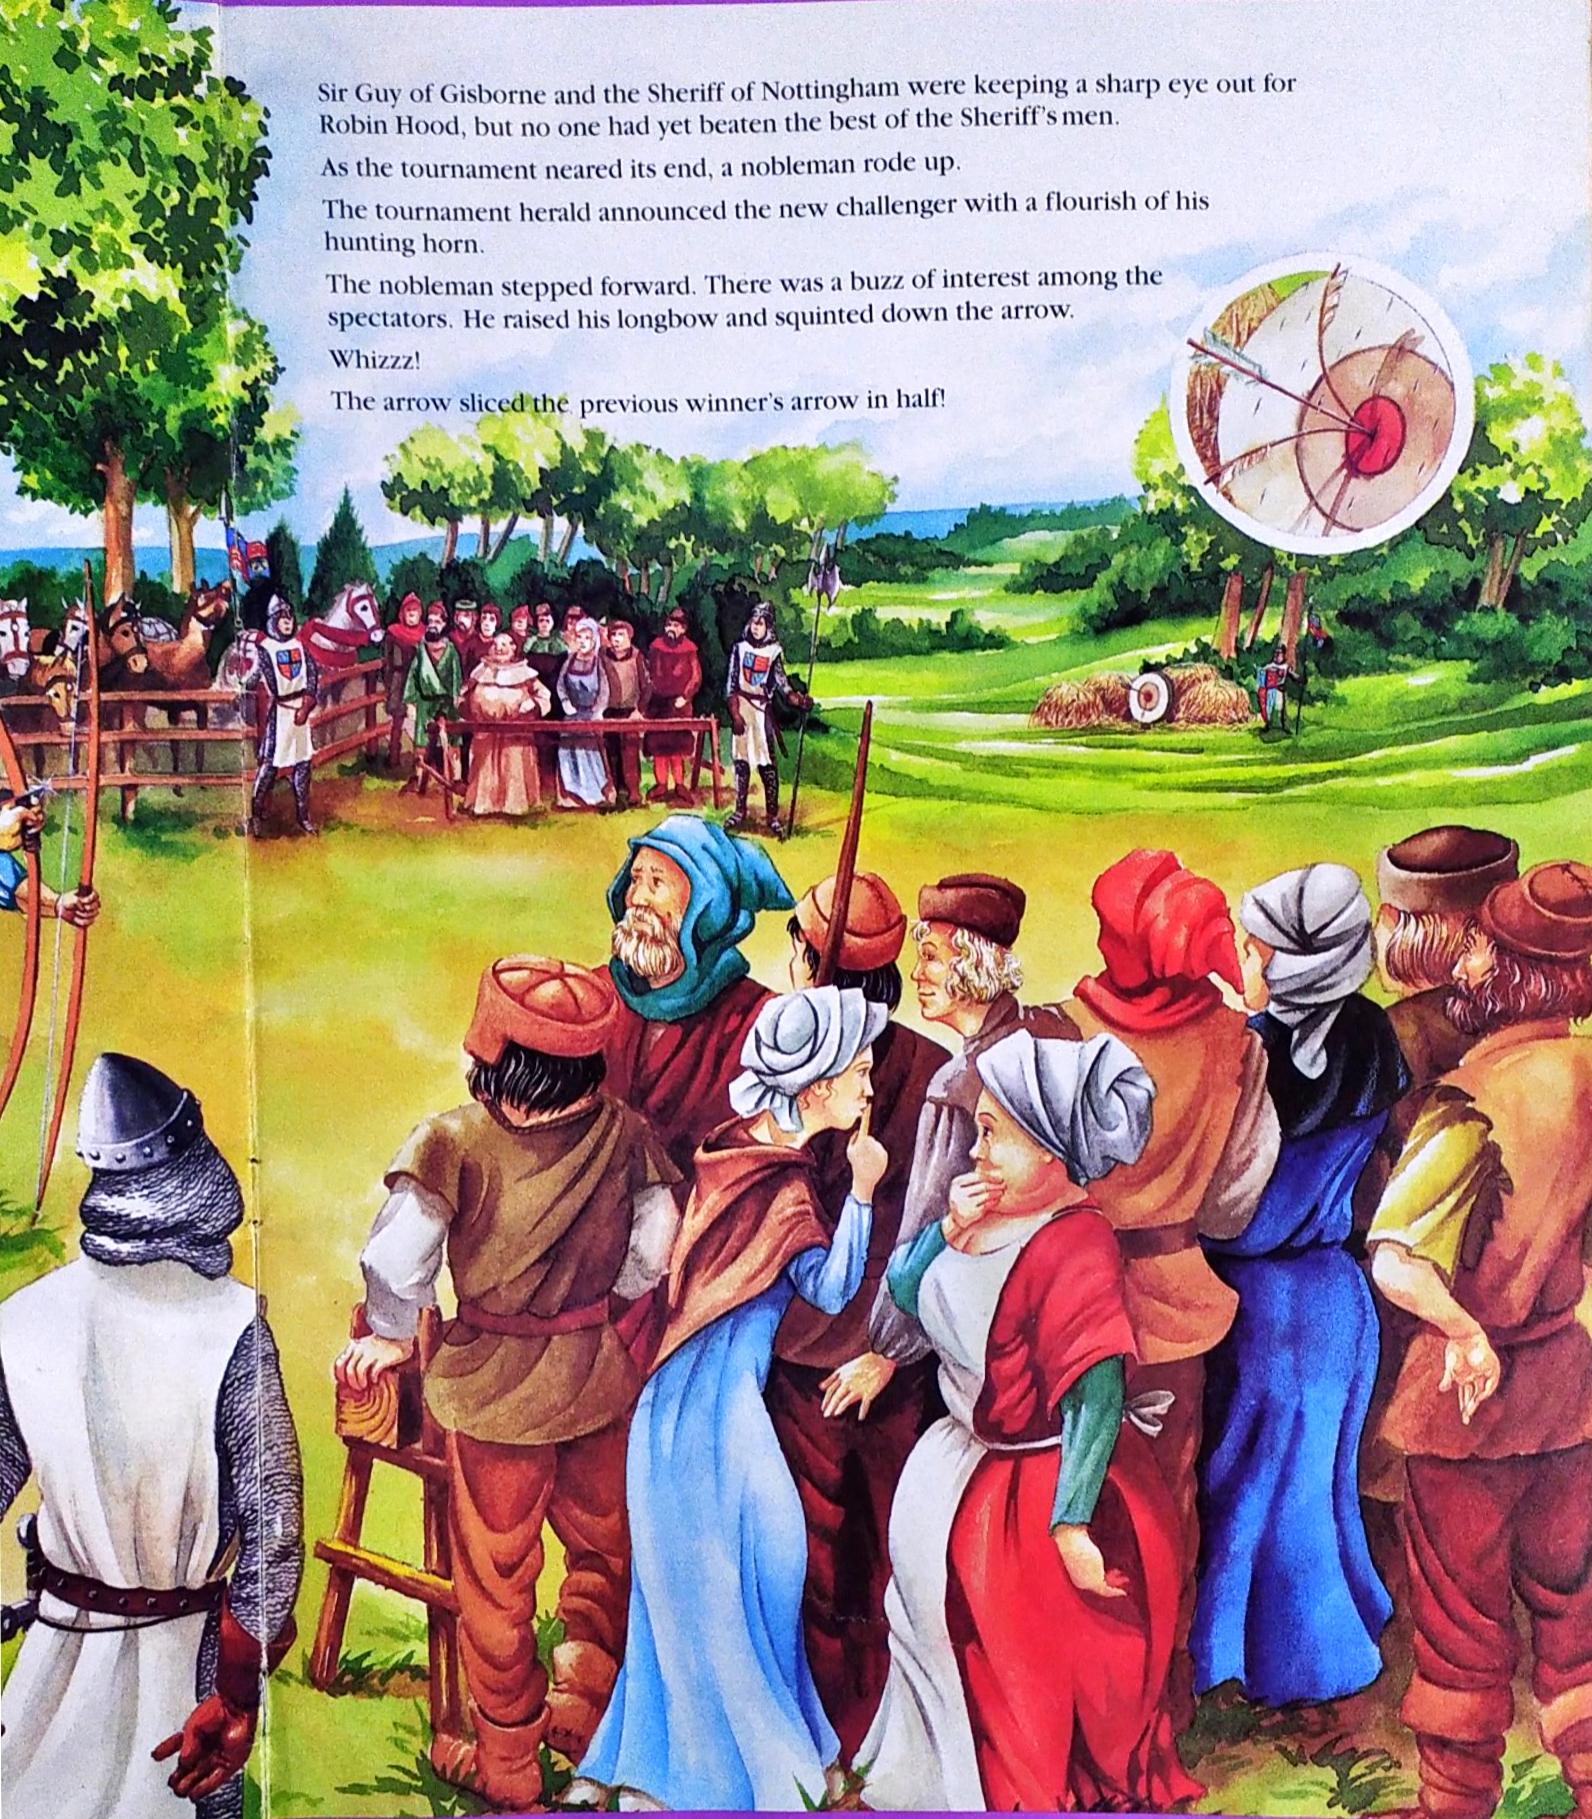 Sir Guy of Gisborne and the Sheriff of Nottingham were keeping a sharp eye out for
Robin Hood, but no one had yet beaten the best of the Sheriff's men.
As the tournament neared its end, a nobleman rode up.
The tournament herald announced the new challenger with a flourish of his
hunting horn.
The nobleman stepped forward. There was a buzz of interest among the
spectators. He raised his longbow and squinted down the arrow.
Whizzz!
The arrow sliced the previous winner's arrow in half!